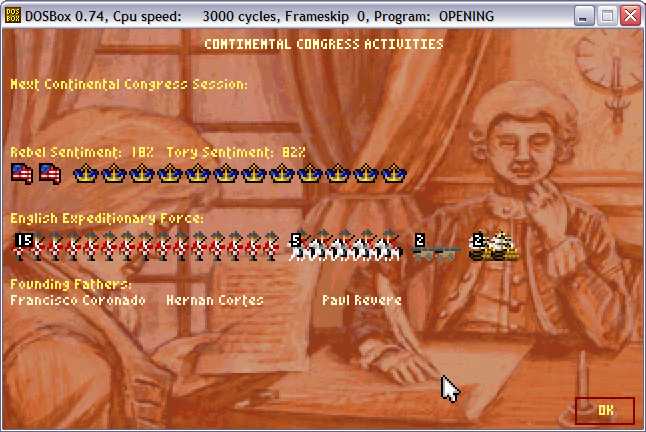 DOSBox 0.74, Cpu speed: 3000 cycles, Frameskip 0, Program: OPENING
CONTINENTAL CONGRESS ACTIVITIES
Next Continental Congress Session:
Rebel Sentiment: 18% Tory Sentiment: 82%
English Expeditionary Force:
15 5 2 2
Founding Fathers:
Francisco Coronado Hernan Cortes Paul Revere
OK